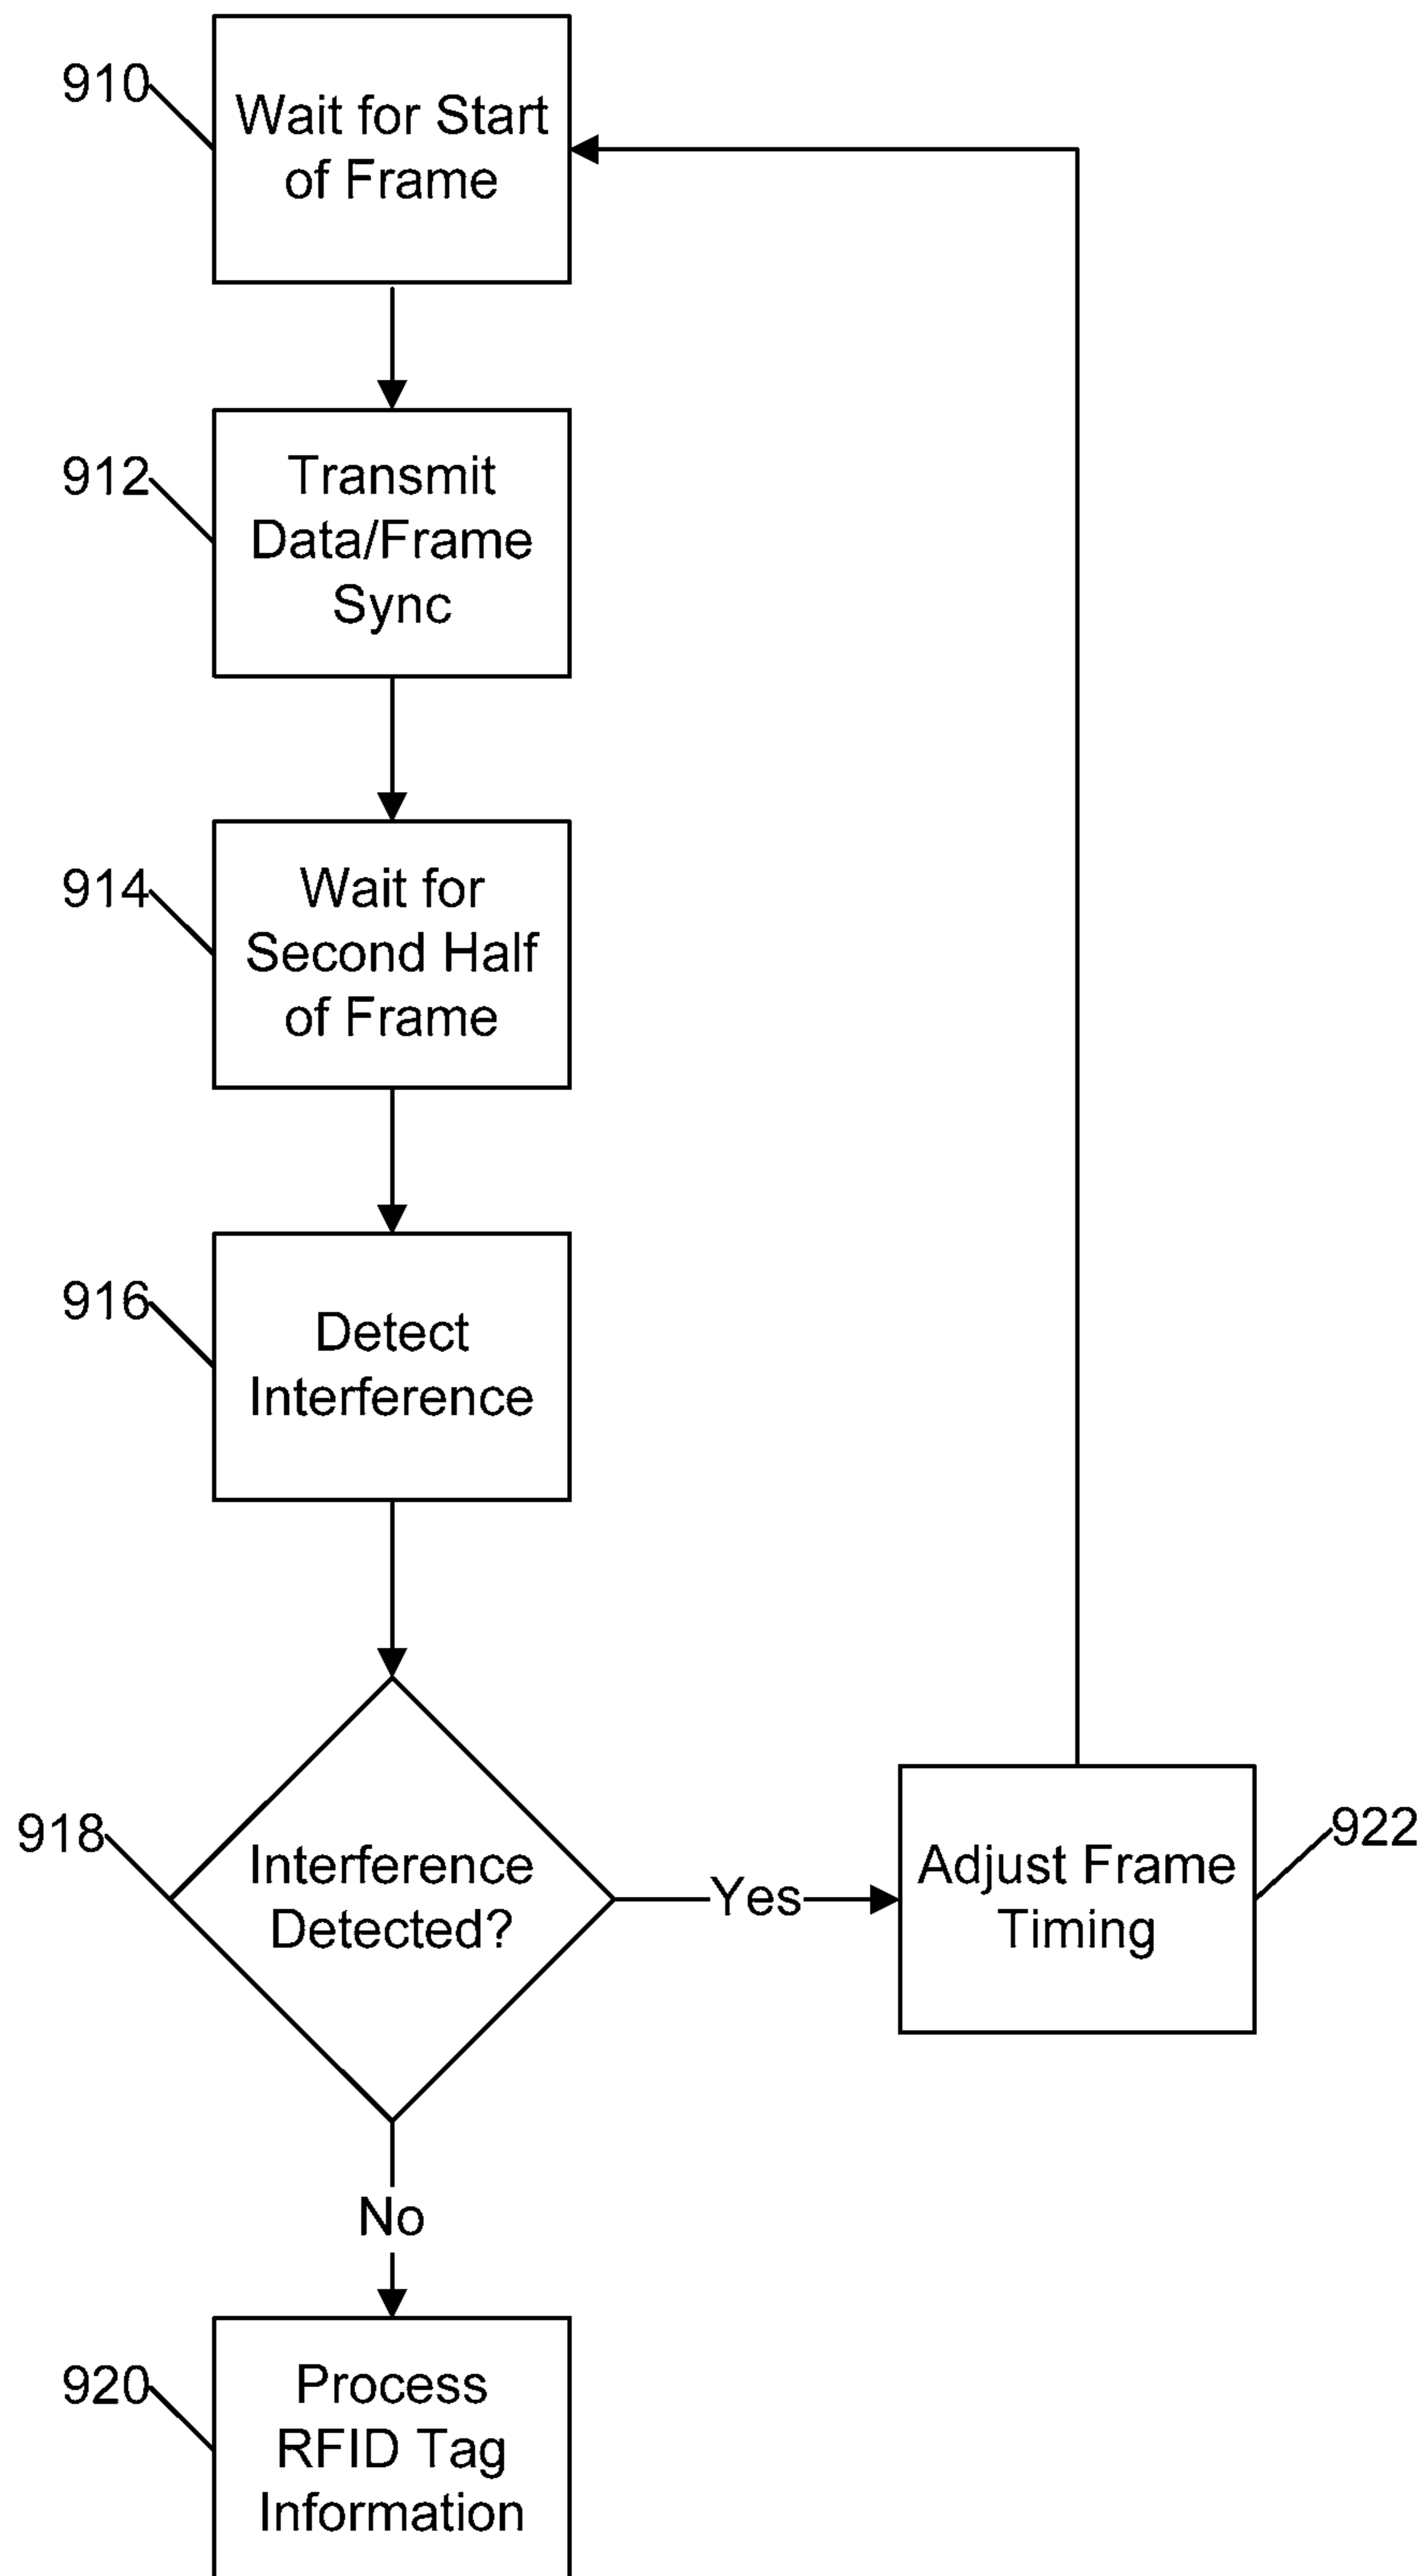 910
Wait for Start
of Frame
912
Transmit
Data/Frame
Sync
914
Wait for
Second Half
of Frame
916
Detect
Interference
918
Interference
Detected?
Yes
Adjust Frame
Timing
922
No
920
Process
RFID Tag
Information